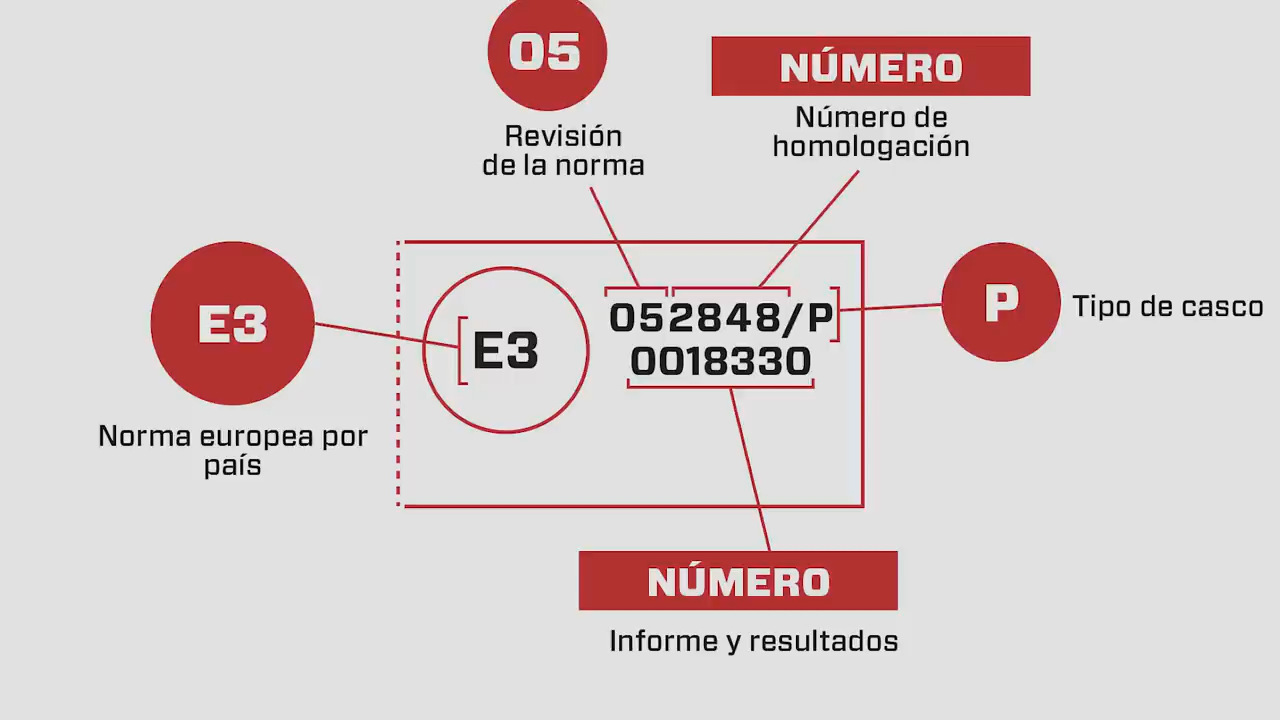 05
Revisión
de la norma
NÚMERO
Número de
homologación
E3
Norma europea por
país
E3
052848/P
0018330
P
Tipo de casco
NÚMERO
Informe y resultados